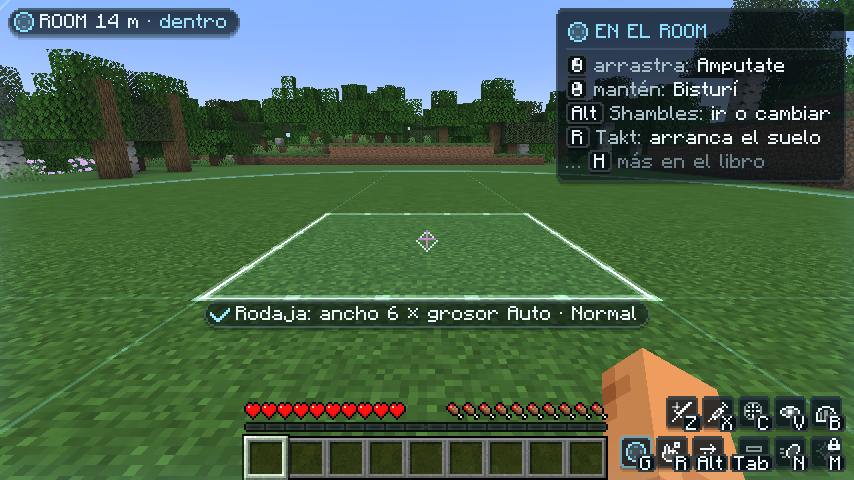 ROOM 14 m · dentro
EN EL ROOM
arrastra: Amputate
mantén: Bisturí
Alt Shambles: ir o cambiar
R Takt: arranca el suelo
... H más en el libro
Rodaja: ancho 6 × grosor Auto · Normal
Z X C V B
G R Alt Tab N M